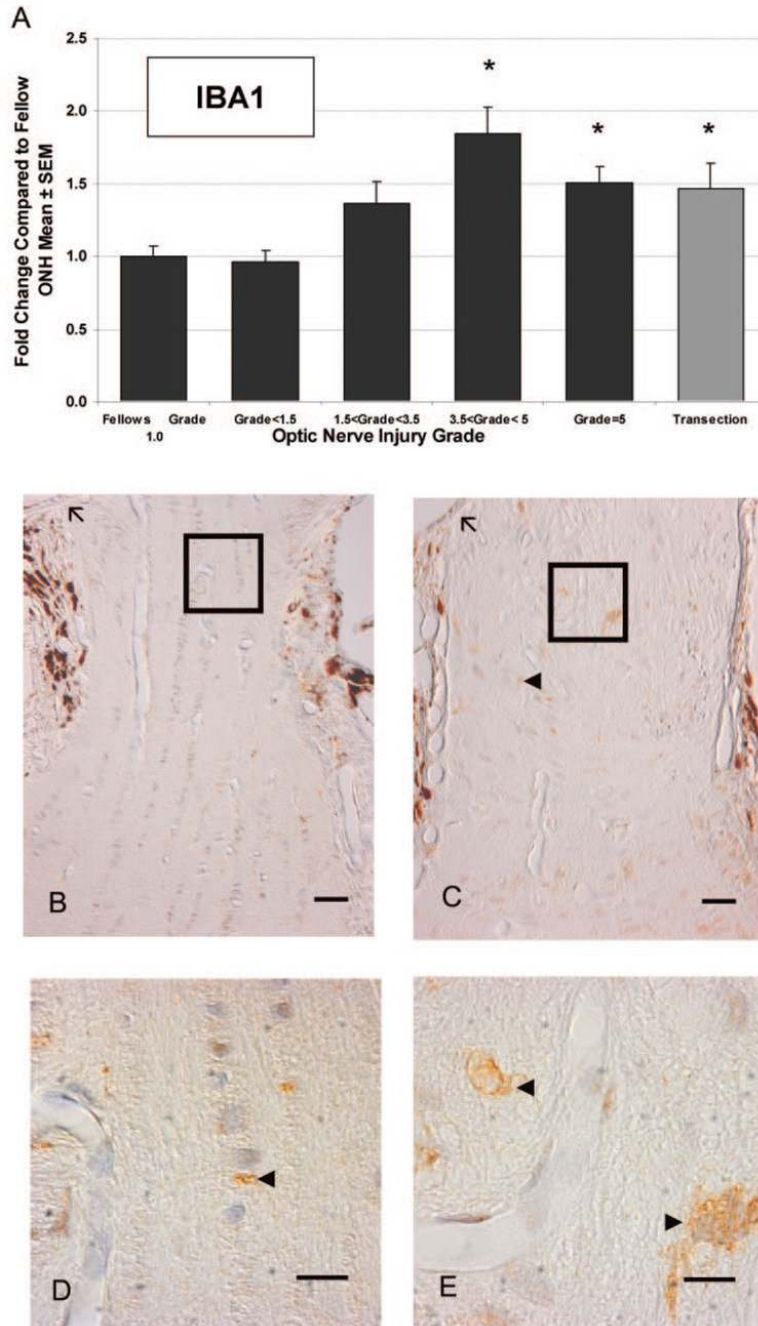 A
Fold Change Compared to Fellow
ONH Mean ± SEM
2.5
2.0
1.5
1.0
0.5
0.0
IBA1
*
*
*
Fellows Grade
1.0
Grade<1.5
1.5<Grade<3.5
3.5<Grade< 5
Grade=5
Transection
Optic Nerve Injury Grade
B
C
D
E